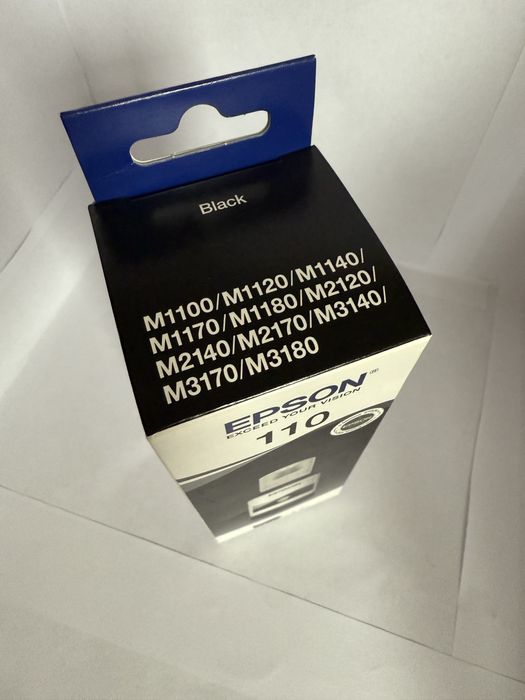 Black
M1100/M1120/M1140/
M1170/M1180/M2120/
M2140/M2170/M3140/
M3170/M3180
EPSON
EXCEED YOUR VISION
110